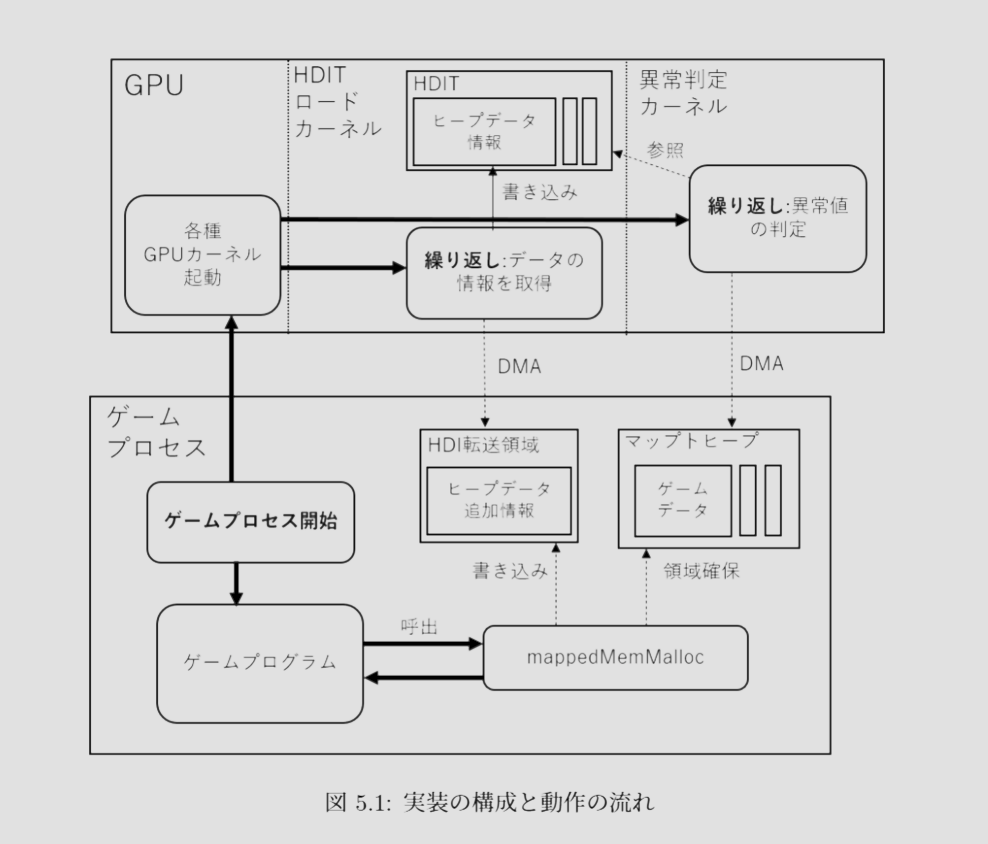 GPU
HDIT
ロード
カーネル
HDIT
ヒープデータ
情報
異常判定
カーネル
参照
書き込み
各種
GPUカーネル
起動
繰り返し:データの
情報を取得
繰り返し:異常値
の判定
DMA
DMA
ゲーム
プロセス
HDI転送領域
ヒープデータ
追加情報
マップトヒープ
ゲーム
データ
ゲームプロセス開始
書き込み
領域確保
呼出
ゲームプログラム
mappedMemMalloc
図 5.1: 実装の構成と動作の流れ